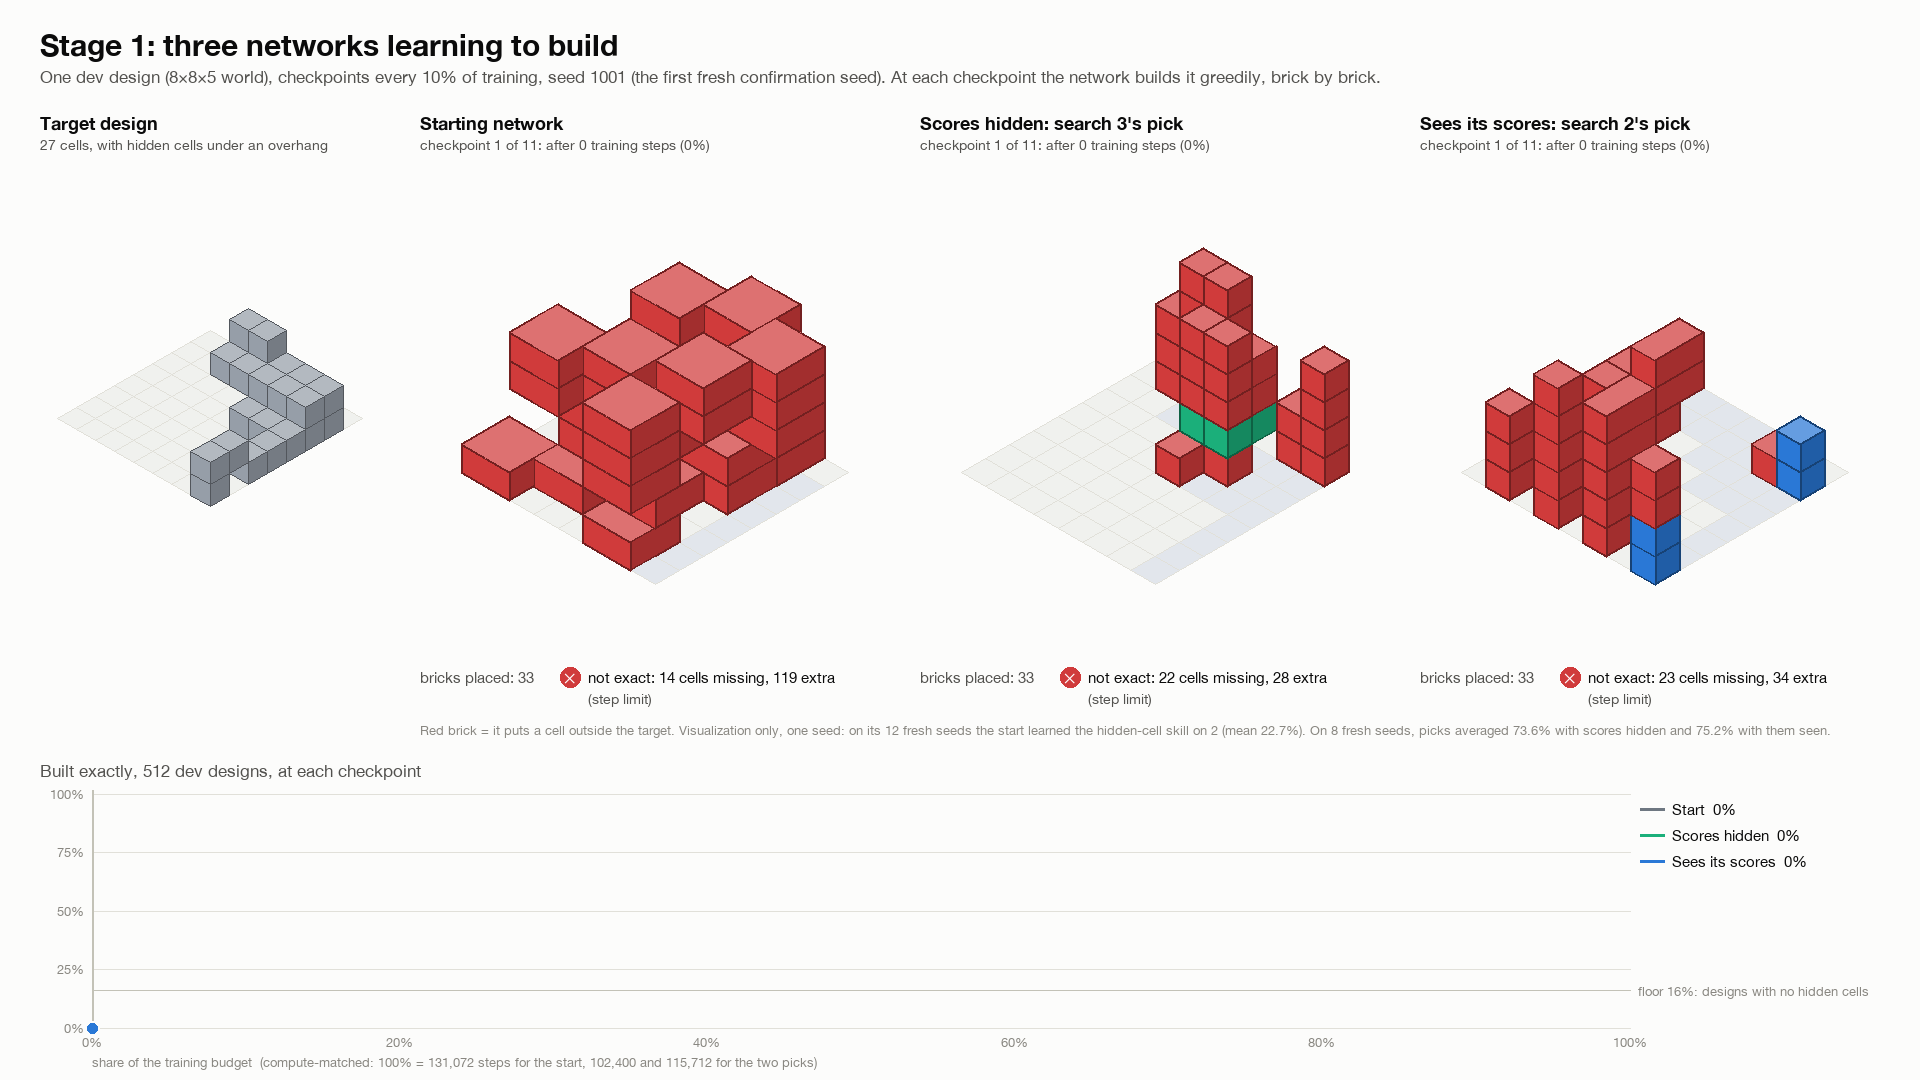 Stage 1: three networks learning to build
One dev design (8×8×5 world), checkpoints every 10% of training, seed 1001 (the first fresh confirmation seed). At each checkpoint the network builds it greedily, brick by brick.
Target design
27 cells, with hidden cells under an overhang
Starting network
checkpoint 1 of 11: after 0 training steps (0%)
Scores hidden: search 3's pick
checkpoint 1 of 11: after 0 training steps (0%)
Sees its scores: search 2's pick
checkpoint 1 of 11: after 0 training steps (0%)
bricks placed: 33
not exact: 14 cells missing, 119 extra
(step limit)
bricks placed: 33
not exact: 22 cells missing, 28 extra
(step limit)
bricks placed: 33
not exact: 23 cells missing, 34 extra
(step limit)
Red brick = it puts a cell outside the target. Visualization only, one seed: on its 12 fresh seeds the start learned the hidden-cell skill on 2 (mean 22.7%). On 8 fresh seeds, picks averaged 73.6% with scores hidden and 75.2% with them seen.
Built exactly, 512 dev designs, at each checkpoint
100%
75%
50%
25%
0%
0%
20%
40%
60%
80%
100%
Start 0%
Scores hidden 0%
Sees its scores 0%
floor 16%: designs with no hidden cells
share of the training budget (compute-matched: 100% = 131,072 steps for the start, 102,400 and 115,712 for the two picks)